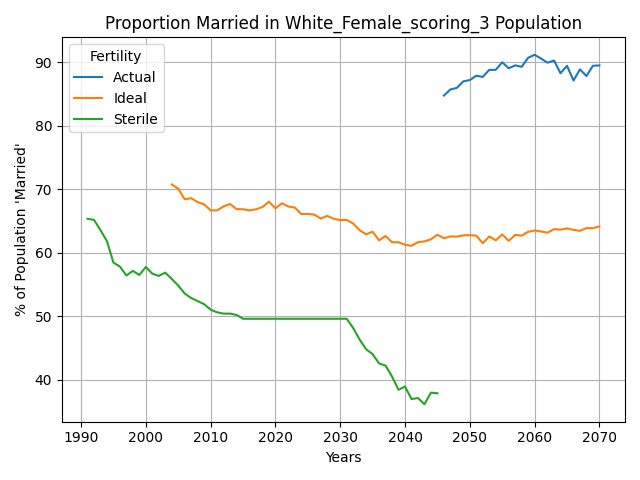 Proportion Married in White_Female_scoring_3 Population
% of Population 'Married'
Fertility
Actual
Ideal
Sterile
90
80
70
60
50
40
1990 2000 2010 2020 2030 2040 2050 2060 2070
Years